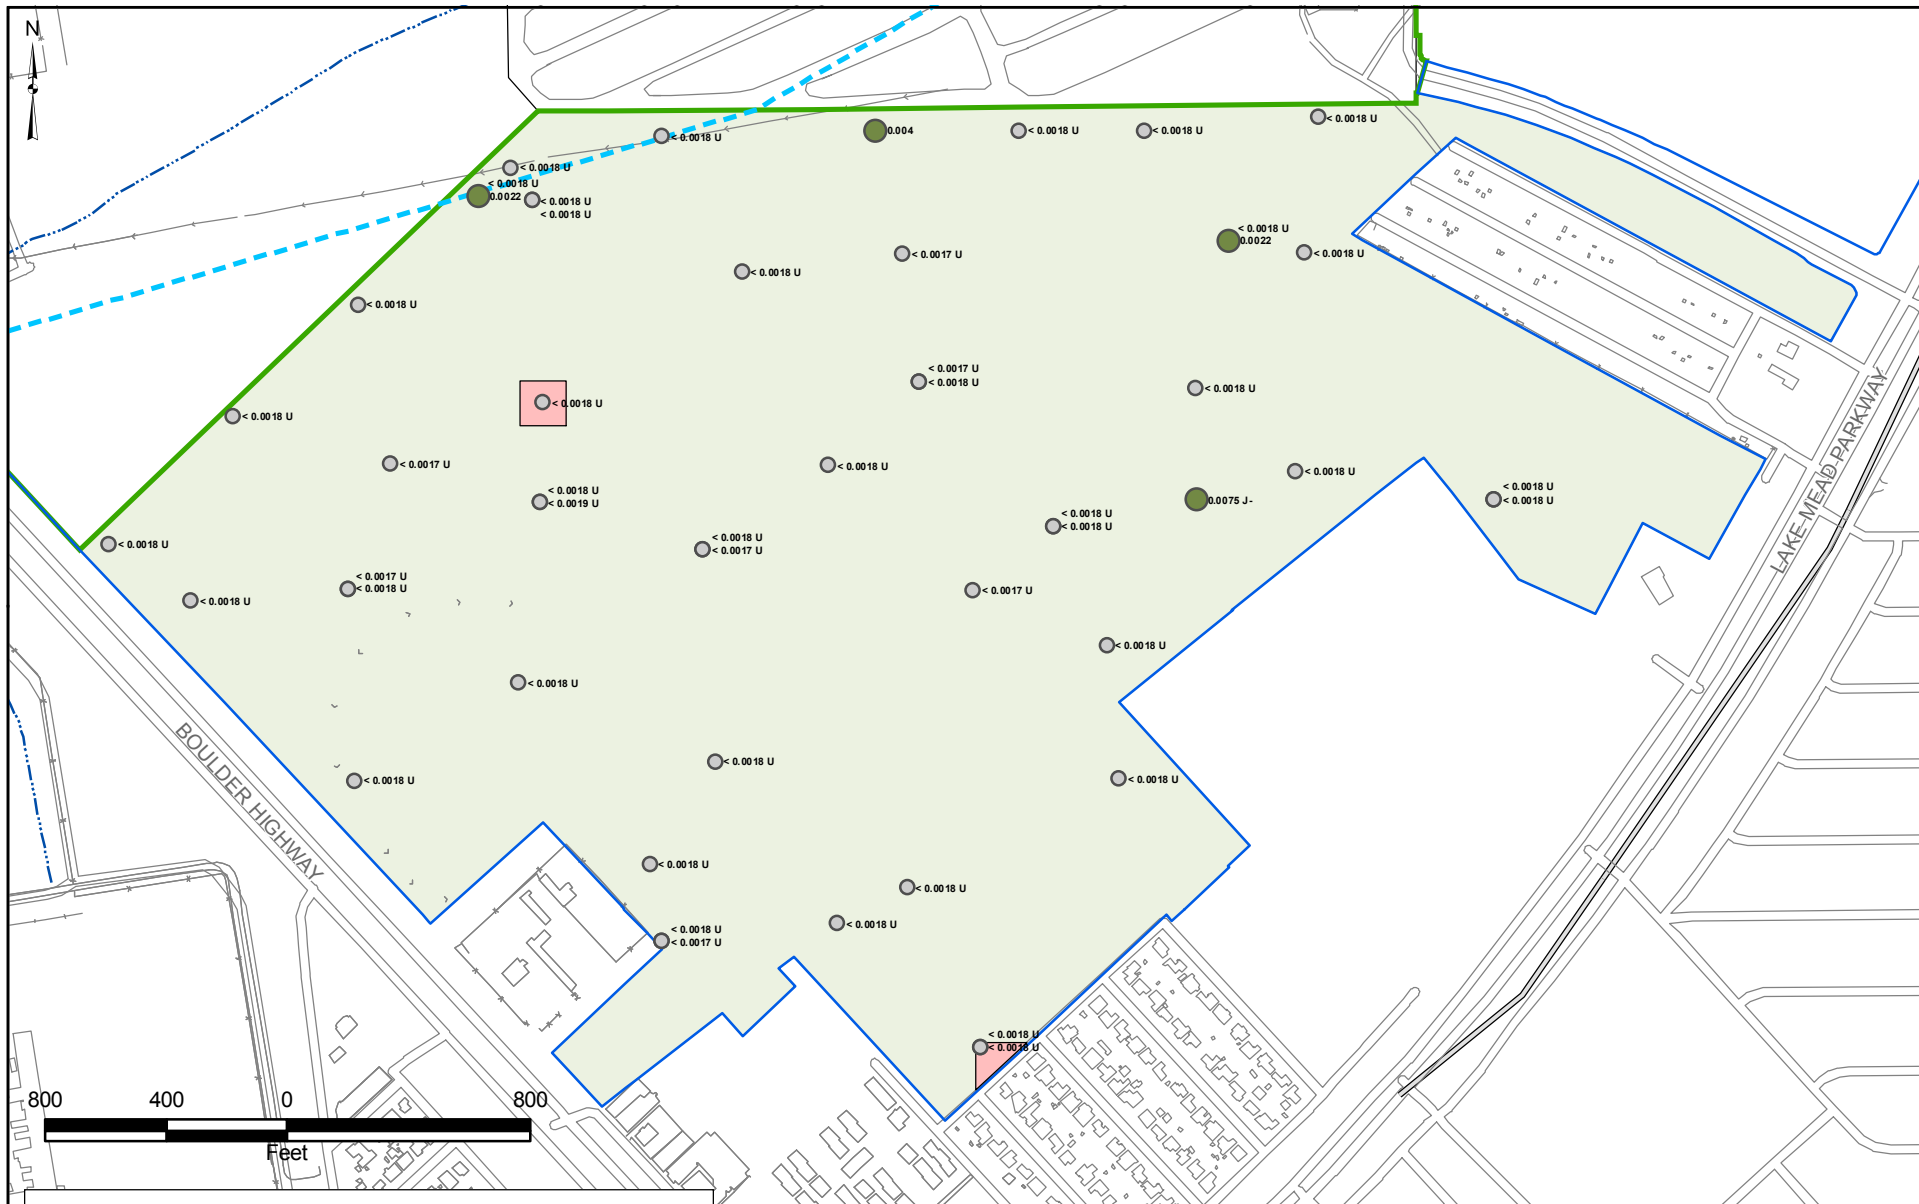 N
< 0.0018 U
< 0.0018 U
0.004
< 0.0018 U
< 0.0018 U
< 0.0018 U
< 0.0018 U
0.0022
< 0.0018 U
< 0.0018 U
< 0.0018 U
0.0022
< 0.0018 U
< 0.0017 U
< 0.0018 U
< 0.0018 U
< 0.0017 U
< 0.0018 U
< 0.0018 U
< 0.0018 U
< 0.0018 U
< 0.0017 U
< 0.0018 U
< 0.0018 U
< 0.0018 U
< 0.0019 U
0.0075 J-
< 0.0018 U
< 0.0018 U
< 0.0018 U
< 0.0018 U
< 0.0018 U
< 0.0018 U
< 0.0017 U
< 0.0017 U
< 0.0018 U
< 0.0018 U
< 0.0017 U
< 0.0018 U
< 0.0018 U
< 0.0018 U
< 0.0018 U
< 0.0018 U
< 0.0018 U
< 0.0018 U
< 0.0018 U
< 0.0018 U
< 0.0018 U
< 0.0017 U
< 0.0018 U
< 0.0018 U
LAKE MEAD PARKWAY
BOULDER HIGHWAY
800 400 0 800
Feet